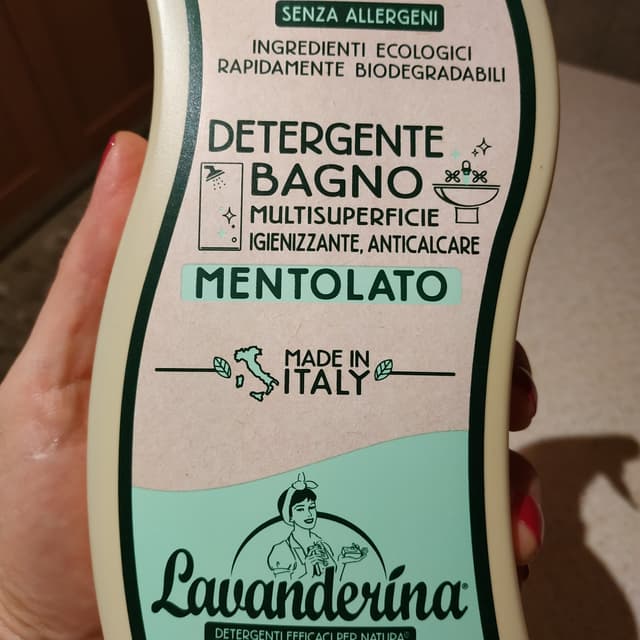 SENZA ALLERGENI
INGREDIENTI ECOLOGICI
RAPIDAMENTE BIODEGRADABILI
DETERGENTE
BAGNO
MULTISUPERFICIE
IGIENIZZANTE, ANTICALCARE
MENTOLATO
MADE IN
ITALY
Lavanderína®
DETERGENTI EFFICACI PER NATURA®